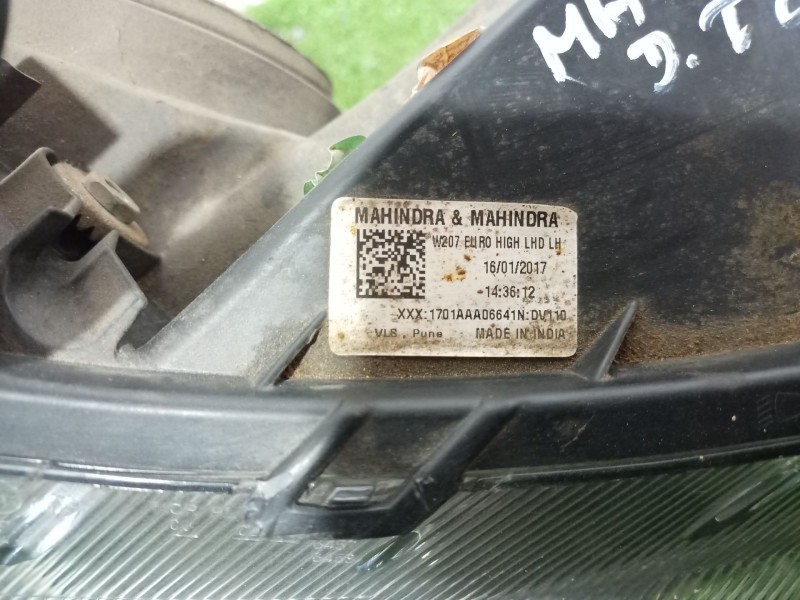 MH
D.T
MAHINDRA & MAHINDRA
W207 EURO HIGH LHD LH
16/01/2017
14:36:12
XXX:1701AAA06641N:DV110
VLS , Pune MADE IN INDIA